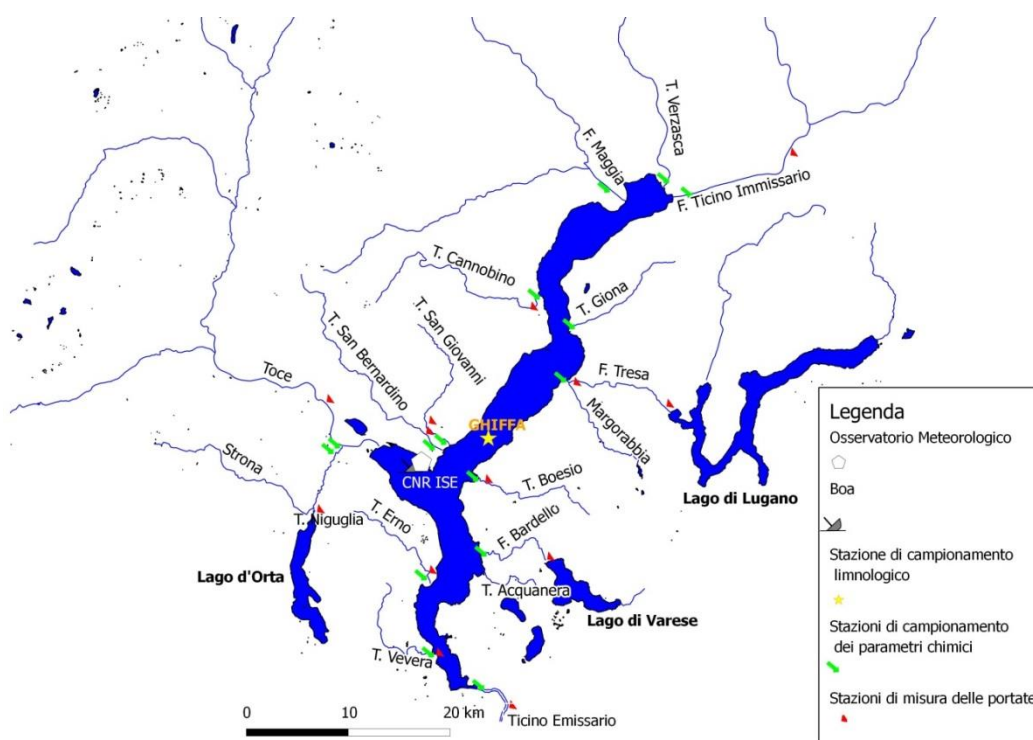 T. Verzasca
F. Maggia
F. Ticino Immissario
T. Cannobino
T. Giona
T. San Giovanni
T. San Bernardino
Toce
F. Tresa
Margorabbia
GHIFFA
Strona
CNR ISE
T. Boesio
Lago di Lugano
T. Niguglia
T. Erno
F. Bardello
Lago d'Orta
T. Acquanera
Lago di Varese
T. Vevera
Ticino Emissario
0 10 20 km
Legenda
Osservatorio Meteorologico
Boa
Stazione di campionamento
limnologico
Stazioni di campionamento
dei parametri chimici
Stazioni di misura delle portate